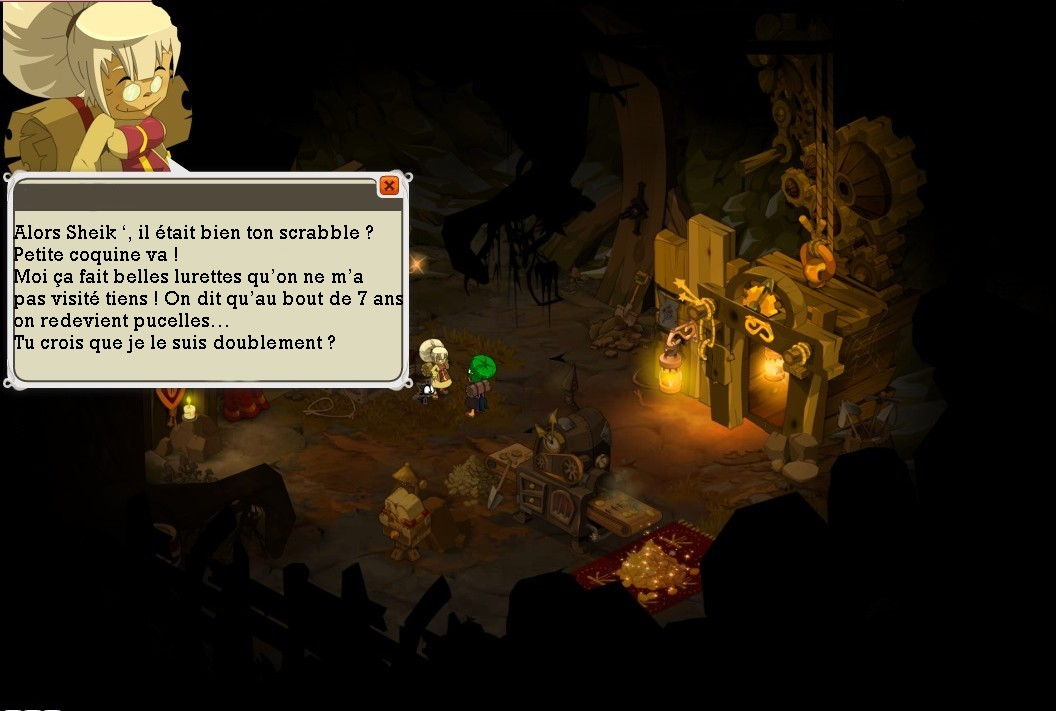 Alors Sheik ‘, il était bien ton scrabble ?
Petite coquine va !
Moi ça fait belles lurettes qu’on ne m’a
pas visité tiens ! On dit qu’au bout de 7 ans
on redevient pucelles…
Tu crois que je le suis doublement ?